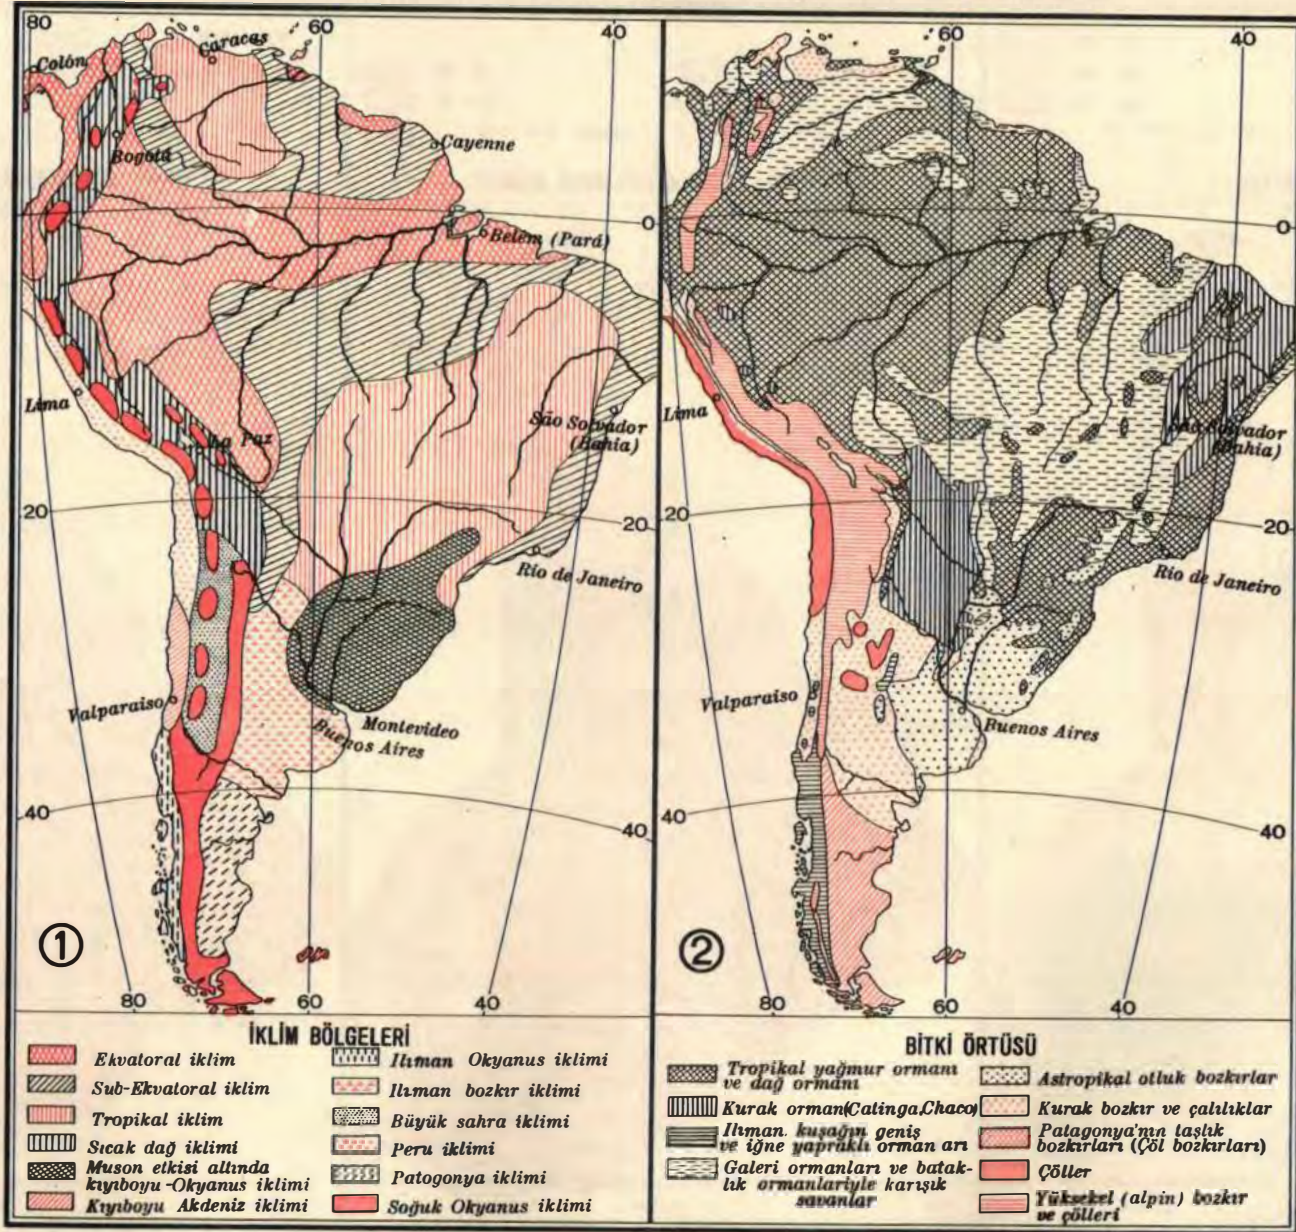 80
60
40
Colón
Caracas
Bogotá
Cayenne
0
Belém (Pará)
Lima
La Paz
São Solvador
(Bahia)
20
20
Rio de Janeiro
Valparaiso
Montevideo
Buenos Aires
40
40
①
80
60
40
İKLİM BÖLGELERİ
Ekvatoral iklim
Sub-Ekvatoral iklim
Tropikal iklim
Sıcak dağ iklimi
Muson etkisi altında
kıyıboyu-Okyanus iklimi
Kıyıboyu Akdeniz iklimi
Ilıman Okyanus iklimi
Ilıman bozkır iklimi
Büyük sahra iklimi
Peru iklimi
Patogonya iklimi
Soğuk Okyanus iklimi
60
40
0
Lima
São Solvador
(Bahia)
20
20
Rio de Janeiro
Valparaiso
Buenos Aires
40
40
②
80
60
40
BİTKİ ÖRTÜSÜ
Tropikal yağmur ormanı
ve dağ ormanı
Kurak orman(Catinga,Chaco)
Ilıman. kuşağın geniş
ve iğne yapraklı orman arı
Galeri ormanları ve batak-
lık ormanlariyle karışık
savanlar
Astropikal otluk bozkırlar
Kurak bozkır ve çalılıklar
Patagonya'nın taşlık
bozkırları (Çöl bozkırları)
Çöller
Yüksekel (alpin) bozkır
ve çölleri